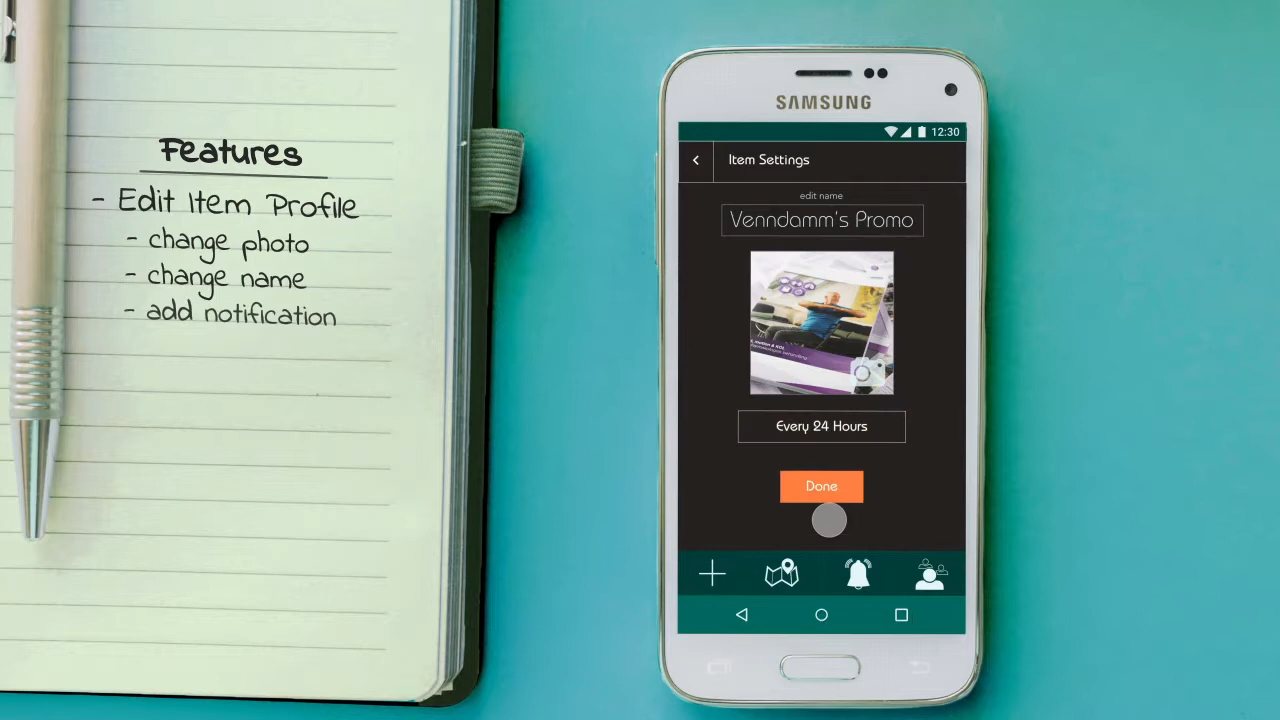 Features
- Edit Item Profile
- change photo
- change name
- add notification
SAMSUNG
12:30
Item Settings
edit name
Venndamm's Promo
Every 24 Hours
Done